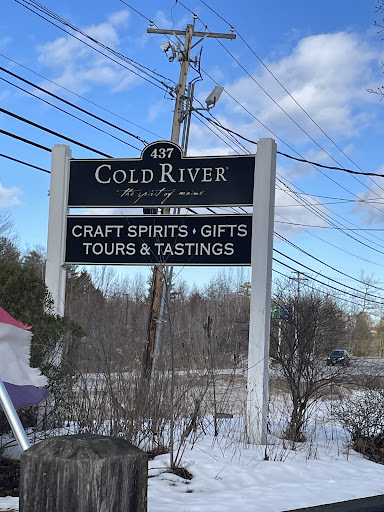 437
COLD RIVER
the spirit of maine
CRAFT SPIRITS • GIFTS
TOURS & TASTINGS